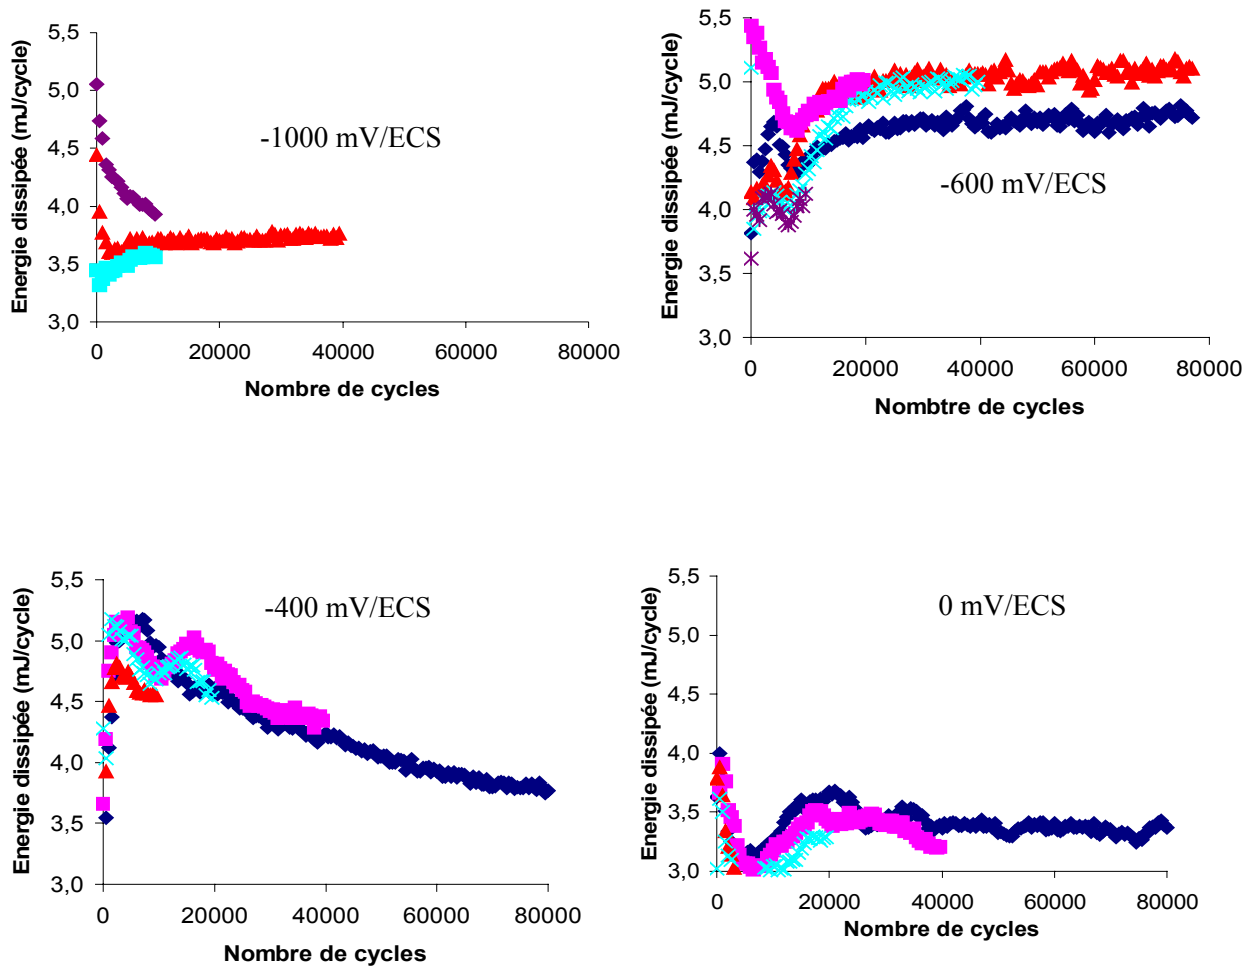 5,5
5,0
4,5
4,0
3,5
3,0
Energie dissipée (mJ/cycle)
-1000 mV/ECS
0 20000 40000 60000 80000
Nombre de cycles
5,5
5,0
4,5
4,0
3,5
3,0
Energie dissipée (mJ/cycle)
-600 mV/ECS
0 20000 40000 60000 80000
Nombtre de cycles
5,5
5,0
4,5
4,0
3,5
3,0
Energie dissipée (mJ/cycle)
-400 mV/ECS
0 20000 40000 60000 80000
Nombre de cycles
5,5
5,0
4,5
4,0
3,5
3,0
Energie dissipée (mJ/cycle)
0 mV/ECS
0 20000 40000 60000 80000
Nombre de cycles